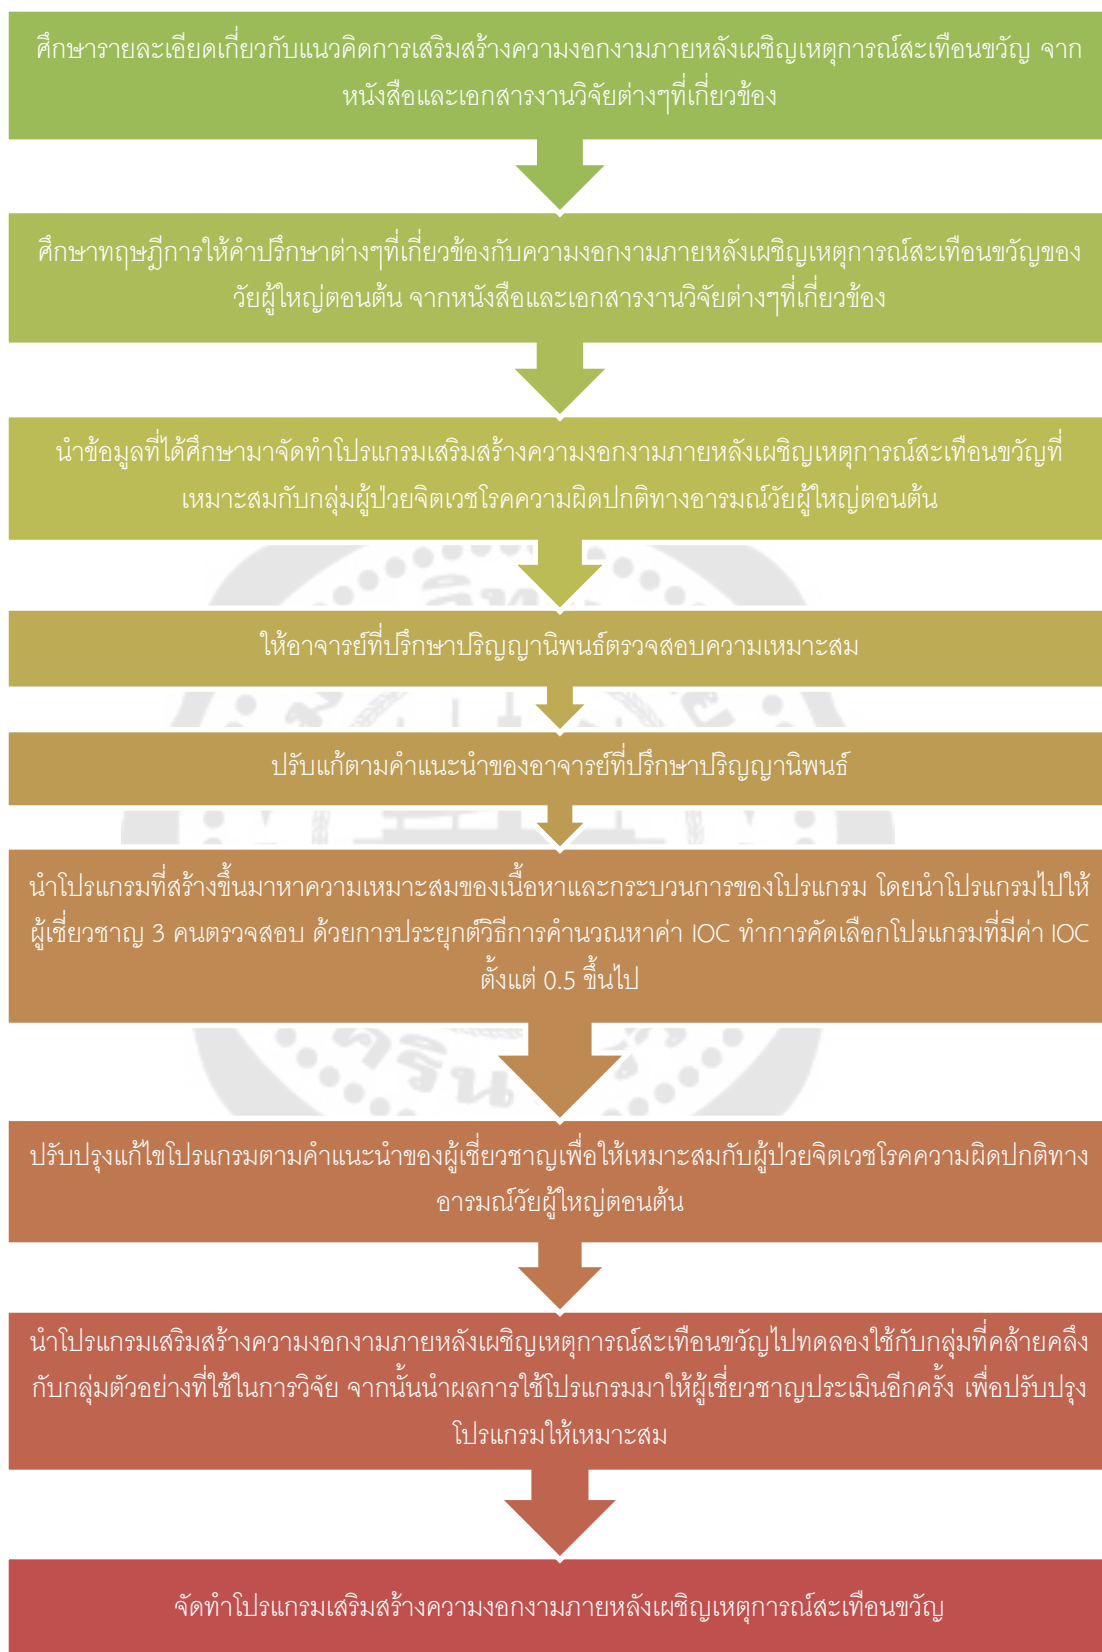 ศึกษารายละเอียดเกี่ยวกับแนวคิดการเสริมสร้างความงอกงามภายหลังเผชิญเหตุการณ์สะเทือนขวัญ จาก
หนังสือและเอกสารงานวิจัยต่างๆที่เกี่ยวข้อง
ศึกษาทฤษฎีการให้คำปรึกษาต่างๆที่เกี่ยวข้องกับความงอกงามภายหลังเผชิญเหตุการณ์สะเทือนขวัญของ
วัยผู้ใหญ่ตอนต้น จากหนังสือและเอกสารงานวิจัยต่างๆที่เกี่ยวข้อง
นำข้อมูลที่ได้ศึกษามาจัดทำโปรแกรมเสริมสร้างความงอกงามภายหลังเผชิญเหตุการณ์สะเทือนขวัญที่
เหมาะสมกับกลุ่มผู้ป่วยจิตเวชโรคความผิดปกติทางอารมณ์วัยผู้ใหญ่ตอนต้น
ให้อาจารย์ที่ปรึกษาปริญญานิพนธ์ตรวจสอบความเหมาะสม
ปรับแก้ตามคำแนะนำของอาจารย์ที่ปรึกษาปริญญานิพนธ์
นำโปรแกรมที่สร้างขึ้นมาหาความเหมาะสมของเนื้อหาและกระบวนการของโปรแกรม โดยนำโปรแกรมไปให้
ผู้เชี่ยวชาญ 3 คนตรวจสอบ ด้วยการประยุกต์วิธีการคำนวณหาค่า IOC ทำการคัดเลือกโปรแกรมที่มีค่า IOC
ตั้งแต่ 0.5 ขึ้นไป
ปรับปรุงแก้ไขโปรแกรมตามคำแนะนำของผู้เชี่ยวชาญเพื่อให้เหมาะสมกับผู้ป่วยจิตเวชโรคความผิดปกติทาง
อารมณ์วัยผู้ใหญ่ตอนต้น
นำโปรแกรมเสริมสร้างความงอกงามภายหลังเผชิญเหตุการณ์สะเทือนขวัญไปทดลองใช้กับกลุ่มที่คล้ายคลึง
กับกลุ่มตัวอย่างที่ใช้ในการวิจัย จากนั้นนำผลการใช้โปรแกรมมาให้ผู้เชี่ยวชาญประเมินอีกครั้ง เพื่อปรับปรุง
โปรแกรมให้เหมาะสม
จัดทำโปรแกรมเสริมสร้างความงอกงามภายหลังเผชิญเหตุการณ์สะเทือนขวัญ